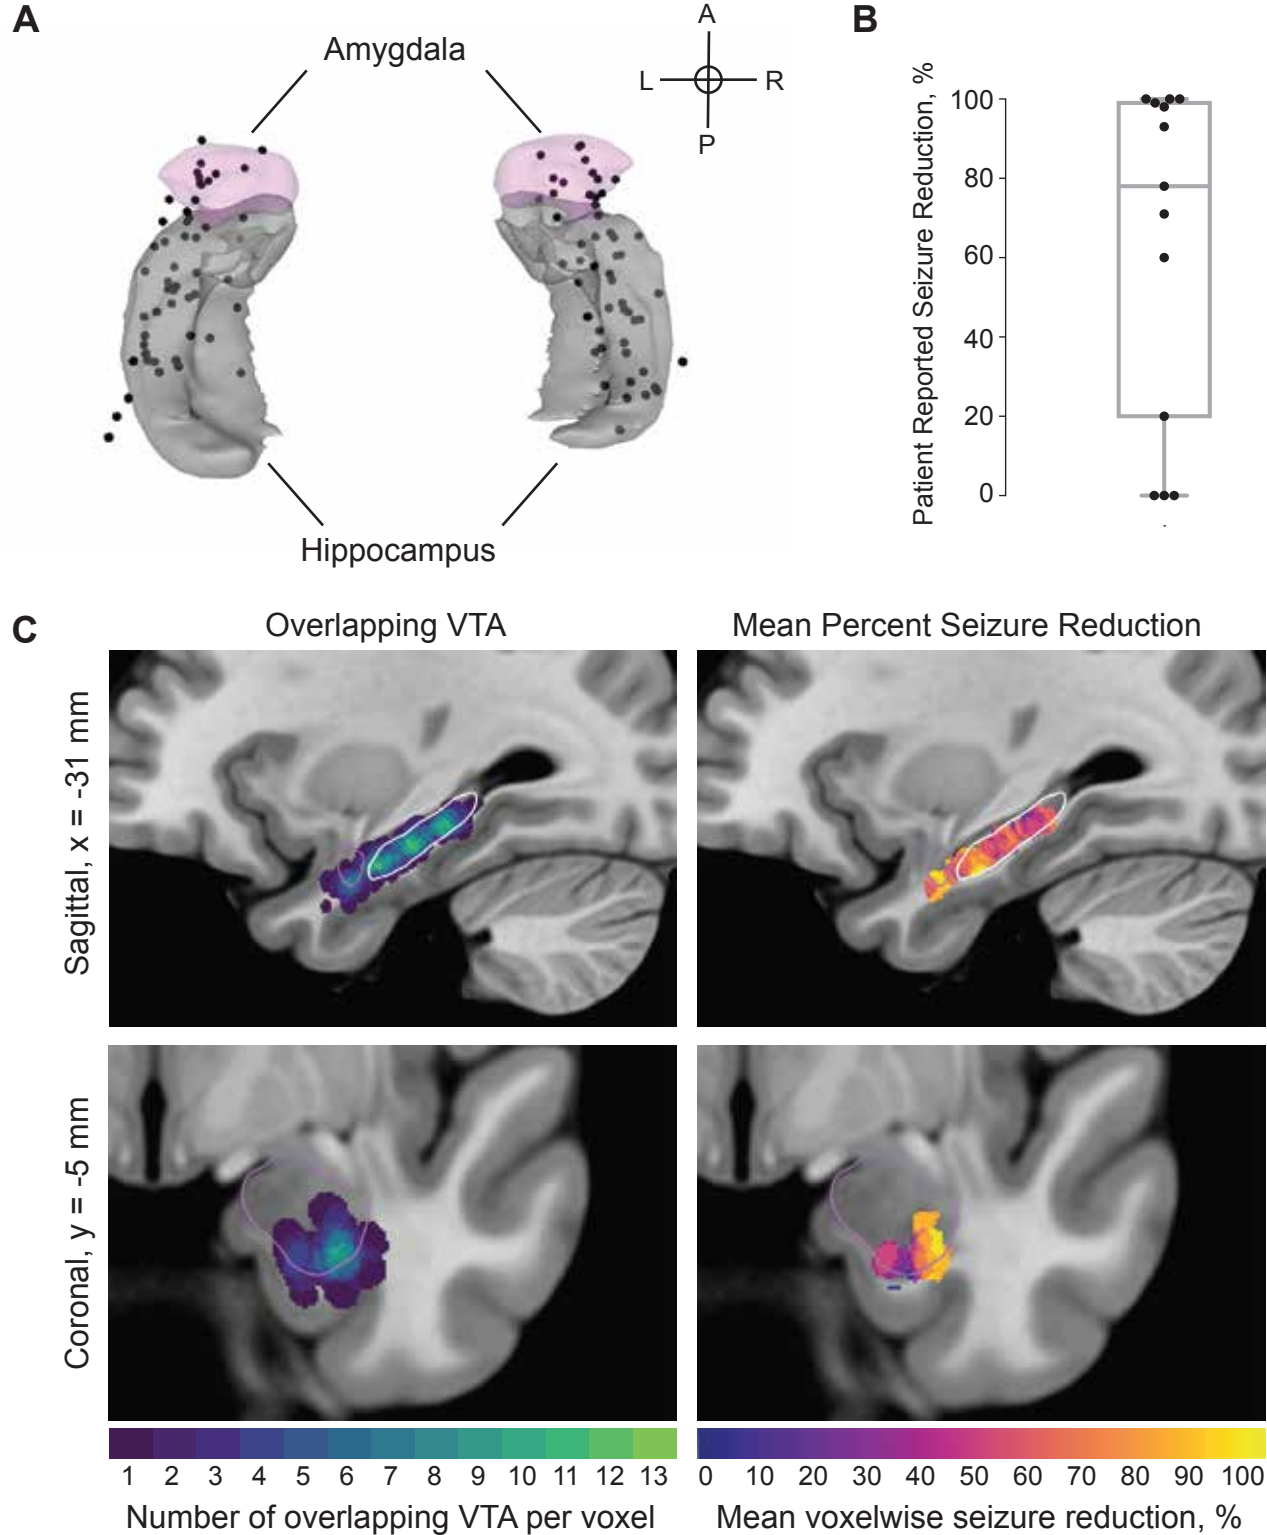 A
Amygdala
A
L R
P
Hippocampus
B
Patient Reported Seizure Reduction, %
100
80
60
40
20
0
C
Overlapping VTA
Mean Percent Seizure Reduction
Sagittal, x = -31 mm
Coronal, y = -5 mm
1 2 3 4 5 6 7 8 9 10 11 12 13
Number of overlapping VTA per voxel
0 10 20 30 40 50 60 70 80 90 100
Mean voxelwise seizure reduction, %